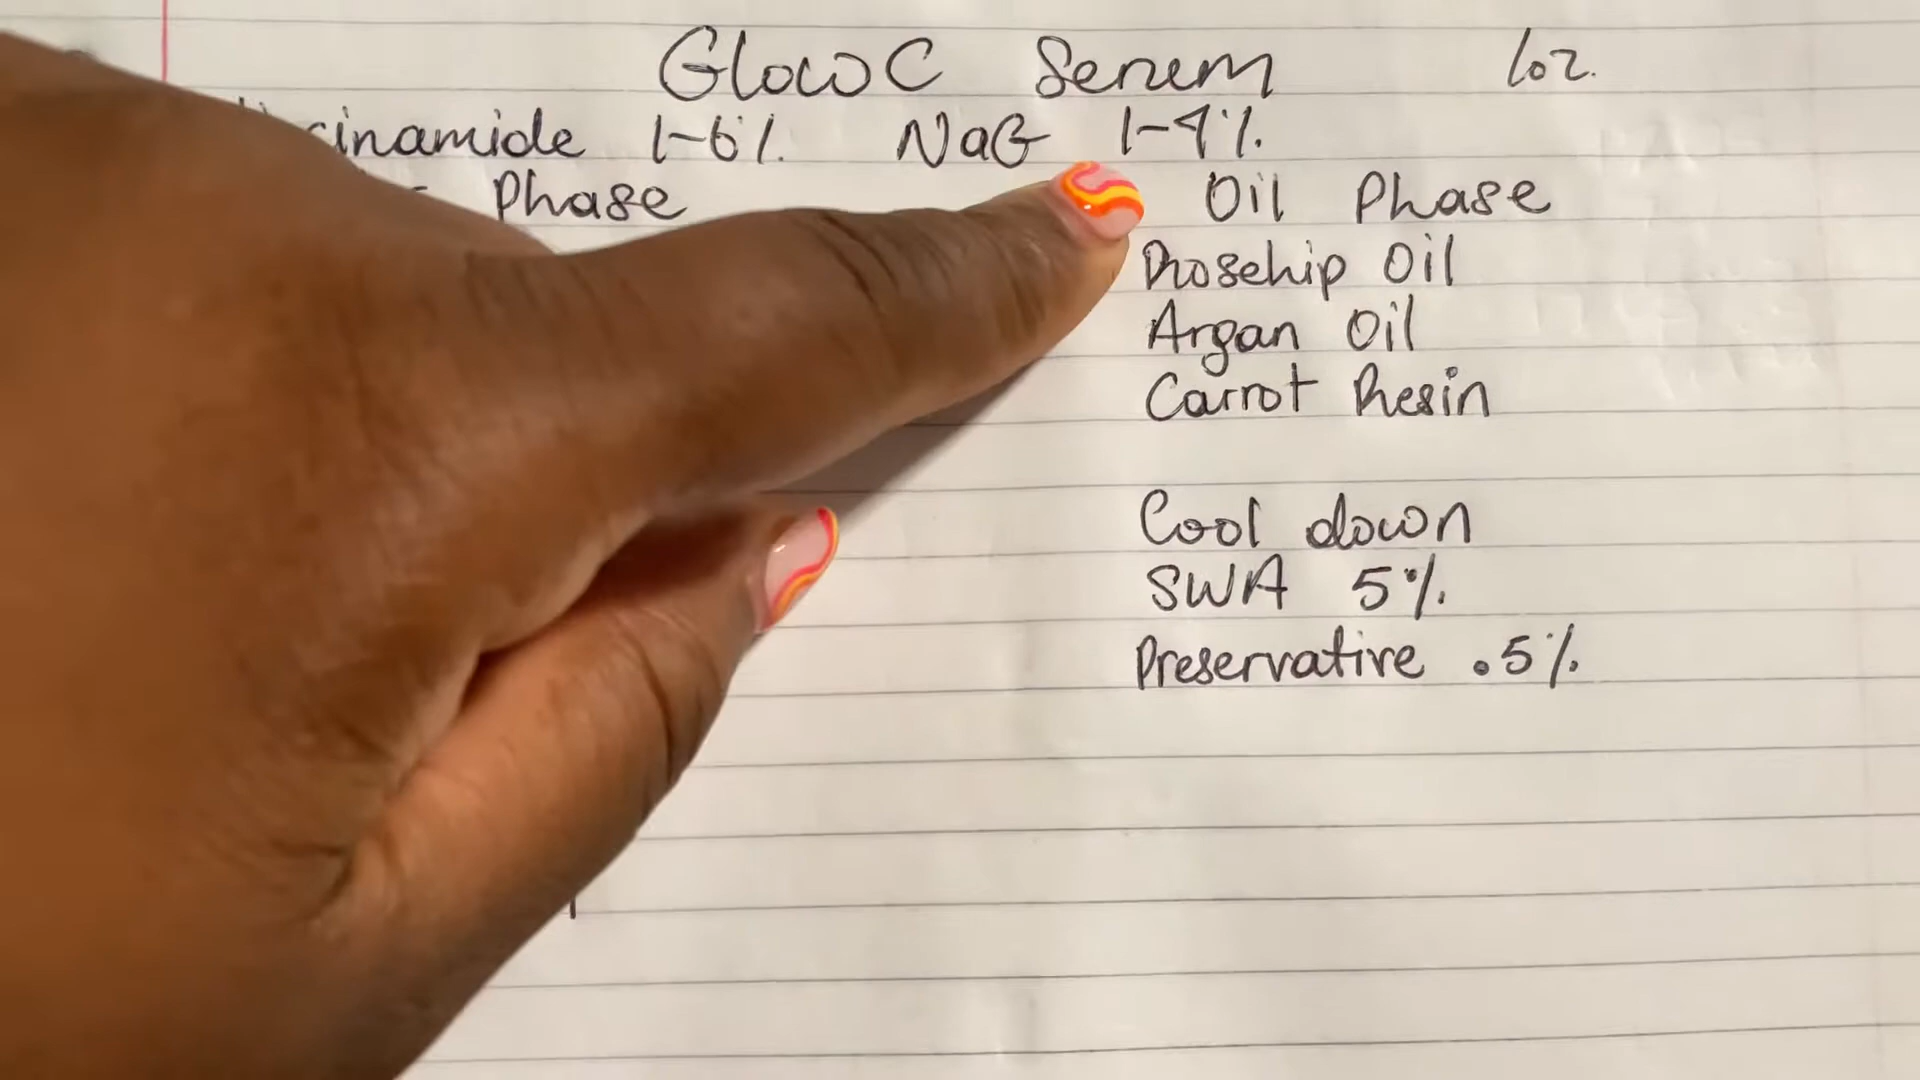 Glow C Serum 1oz.
cinamide 1-6% NaG 1-4%
Phase
Oil Phase
Rosehip Oil
Argan Oil
Carrot Resin
Cool down
SWA 5%
Preservative .5%